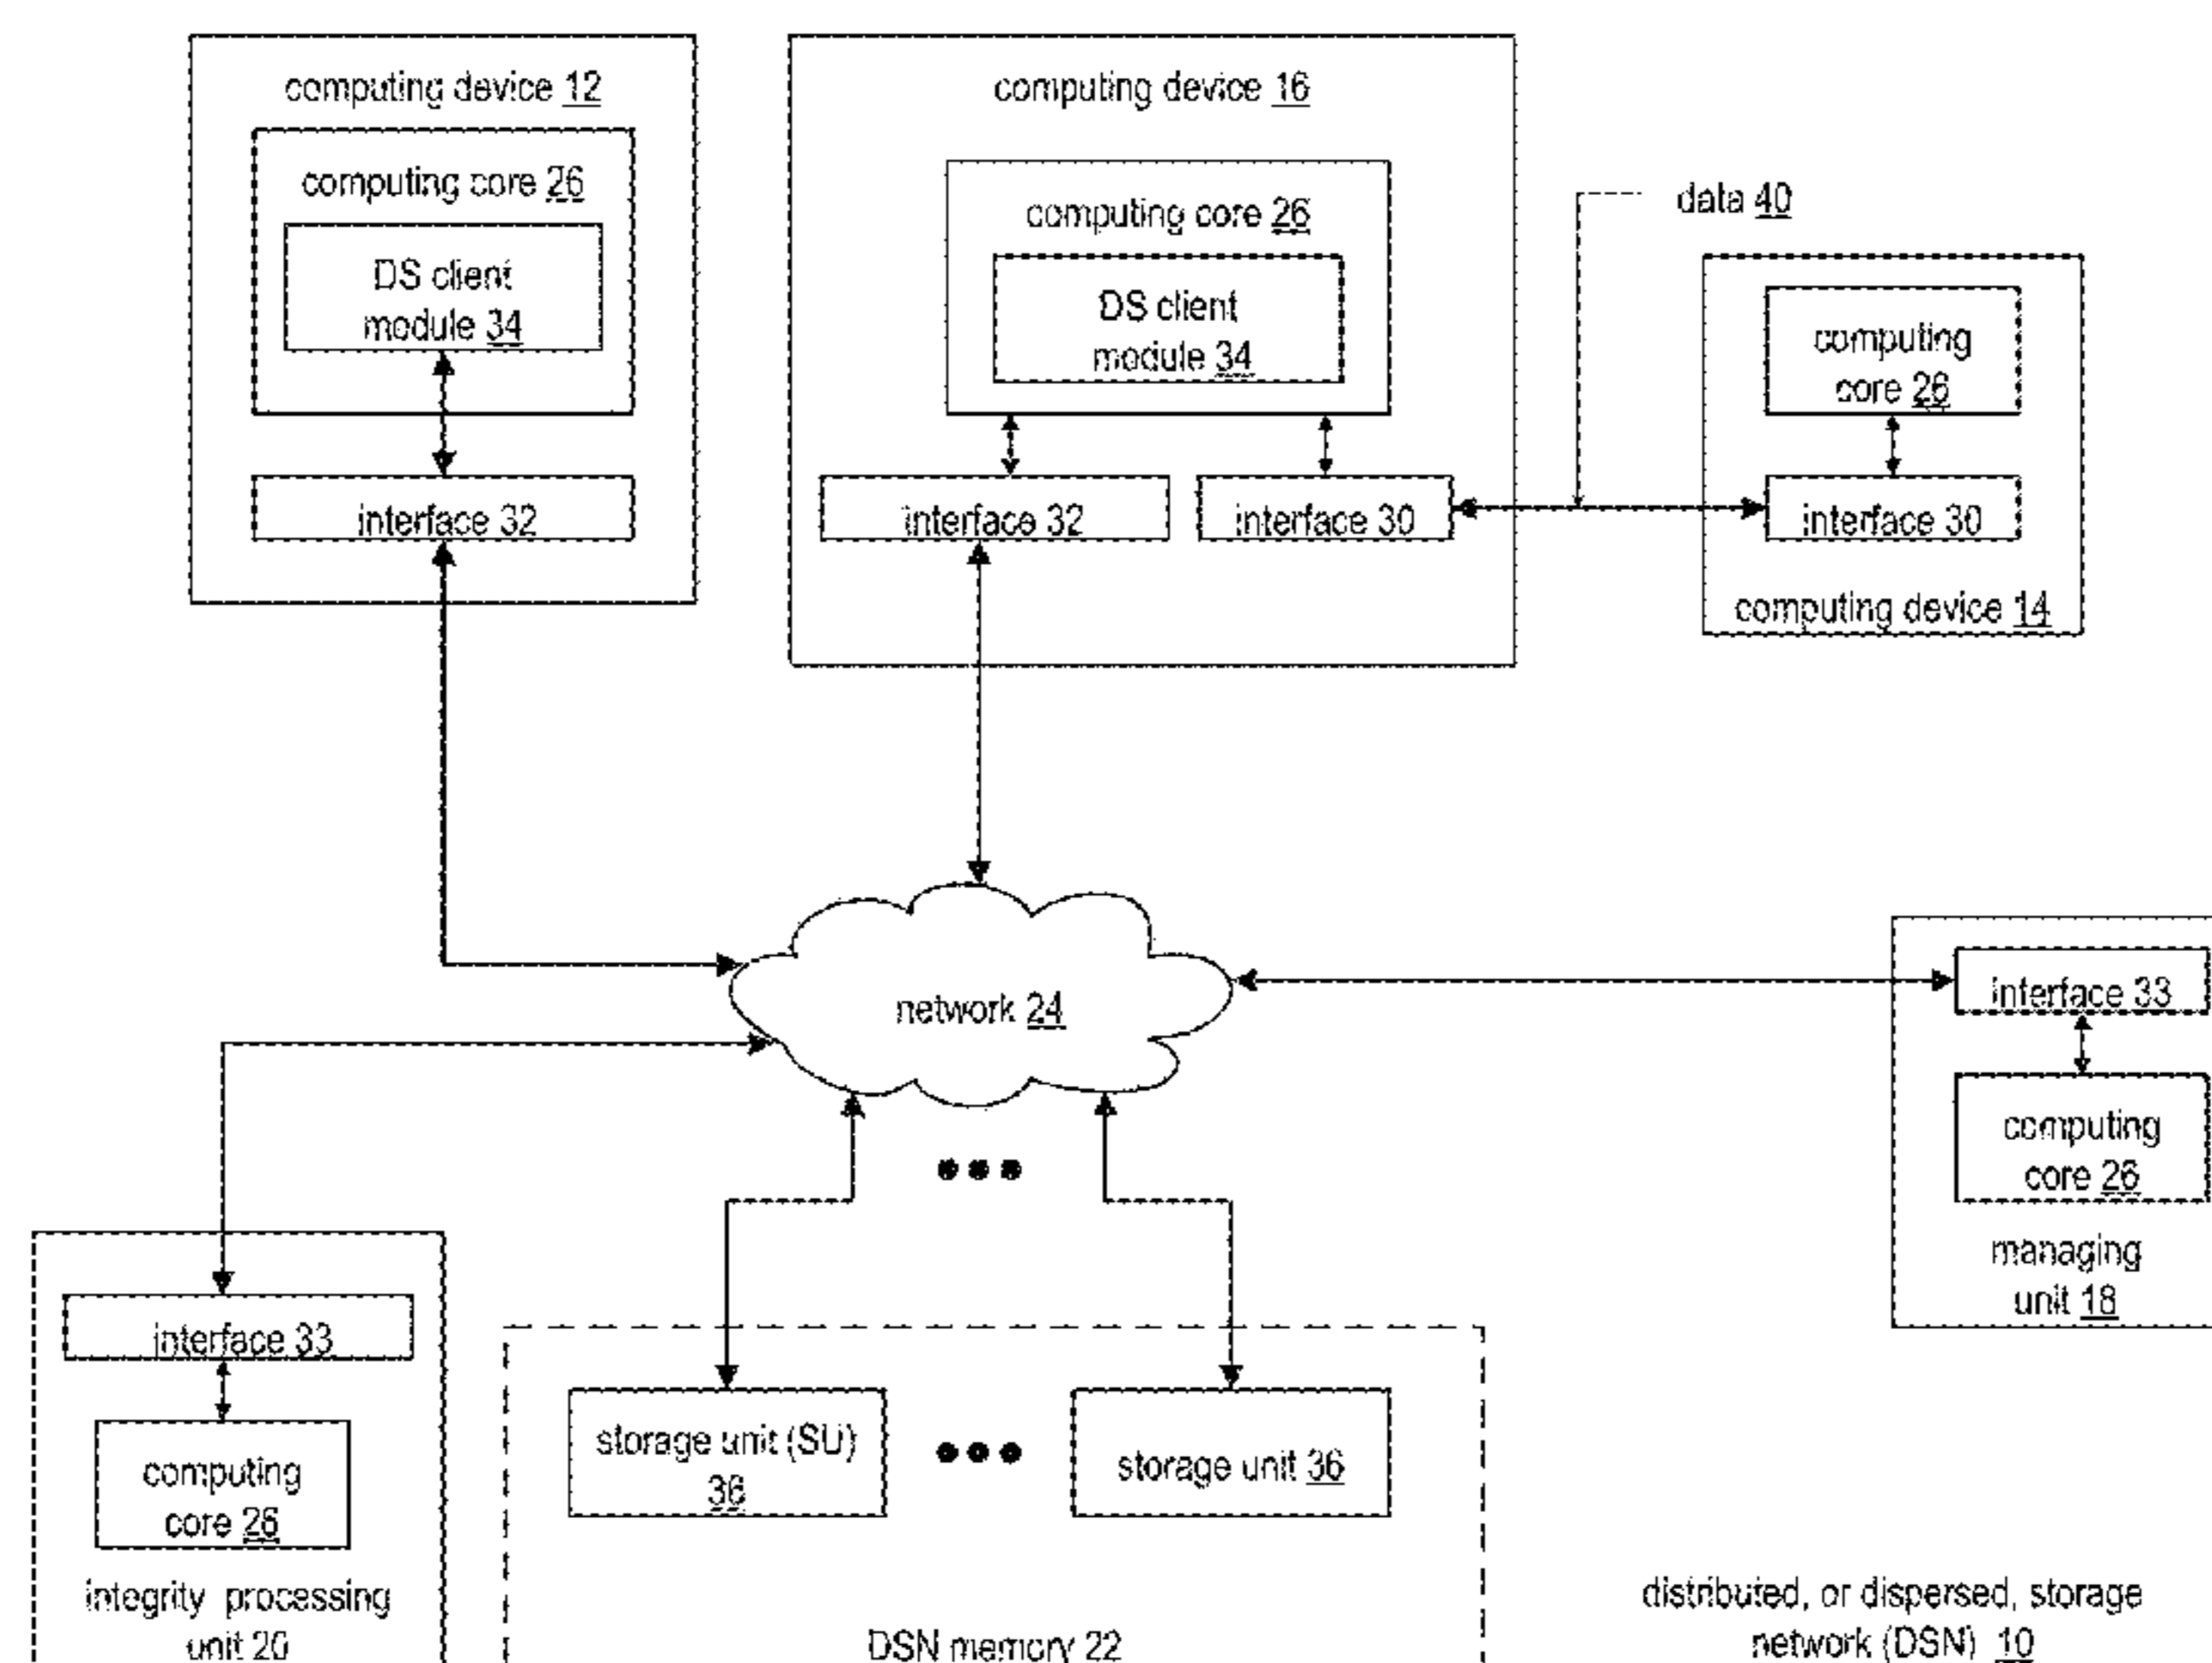 computing device 12
computing core 26
DS client
module 34
interface 32
computing device 16
computing core 26
DS client
module 34
interface 32
interface 30
data 40
computing
core 26
interface 30
computing device 14
network 24
interface 33
computing
core 26
managing
unit 18
interface 33
computing
core 26
integrity processing
unit 20
storage unit (SU)
36
storage unit 36
DSN memory 22
distributed, or dispersed, storage
network (DSN) 10